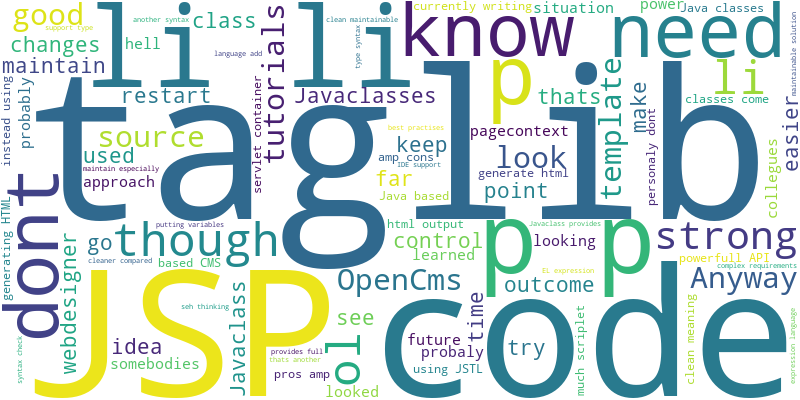 another syntax
support type
good
class
clean maintainable
changes
hell
maintain
language add
li
li
tutorials
currently writing
know
situation
power
Java classes
need
type syntax
maintainable solution
p
li
thats
template
make
classes come
easier
personaly dont
collegues
instead using
probably
restart
servlet container
Javaclasses
source
used
approach
maintain especially
taglib
best practises
keep
amp cons
IDE support
far
Java based
pagecontext
look
generate html
point
dont
generating HTML
webdesigner
go
though
putting variables
cleaner compared
based CMS
seh thinking
html output
control
learned
Javaclass provides
looking
EL expression
p
p
strong
powerfull API
complex requirements
Anyway
OpenCms
outcome
JSP
Javaclass
ol
see
code
time
idea
somebodies
syntax check
provides full
thats another
pros amp
looked
future
probaly
using JSTL
try
much scriplet
clean meaning
expression language